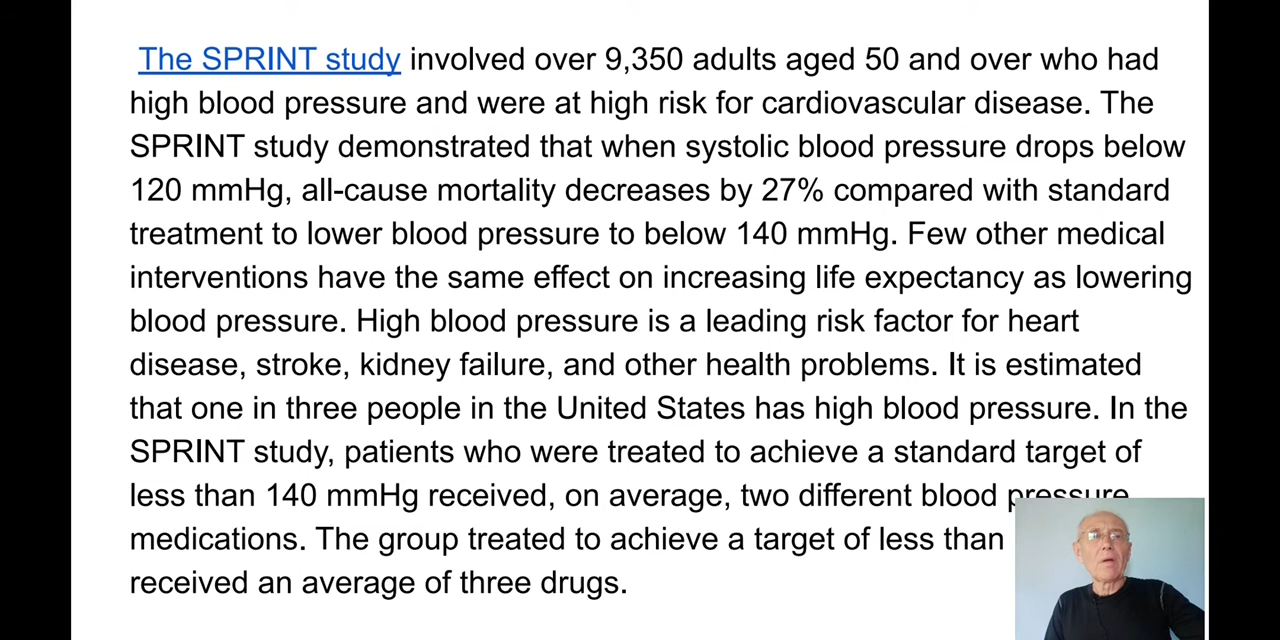 The SPRINT study involved over 9,350 adults aged 50 and over who had
high blood pressure and were at high risk for cardiovascular disease. The
SPRINT study demonstrated that when systolic blood pressure drops below
120 mmHg, all-cause mortality decreases by 27% compared with standard
treatment to lower blood pressure to below 140 mmHg. Few other medical
interventions have the same effect on increasing life expectancy as lowering
blood pressure. High blood pressure is a leading risk factor for heart
disease, stroke, kidney failure, and other health problems. It is estimated
that one in three people in the United States has high blood pressure. In the
SPRINT study, patients who were treated to achieve a standard target of
less than 140 mmHg received, on average, two different blood pressure
medications. The group treated to achieve a target of less than
received an average of three drugs.